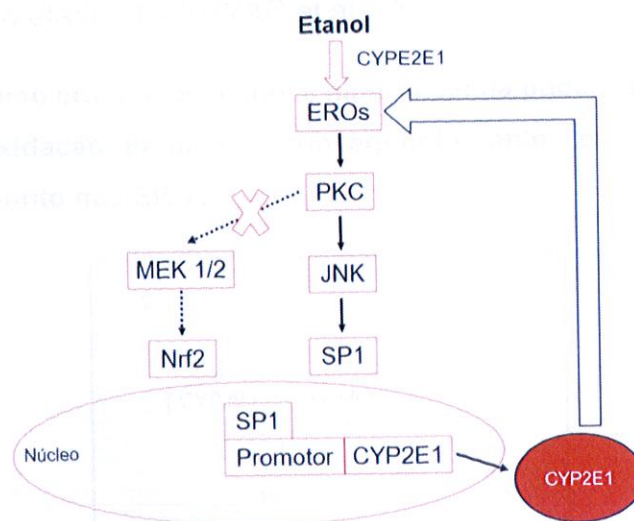 Etanol
CYPE2E1
EROs
PKC
MEK 1/2
JNK
Nrf2
SP1
SP1
Núcleo
Promotor
CYP2E1
CYP2E1